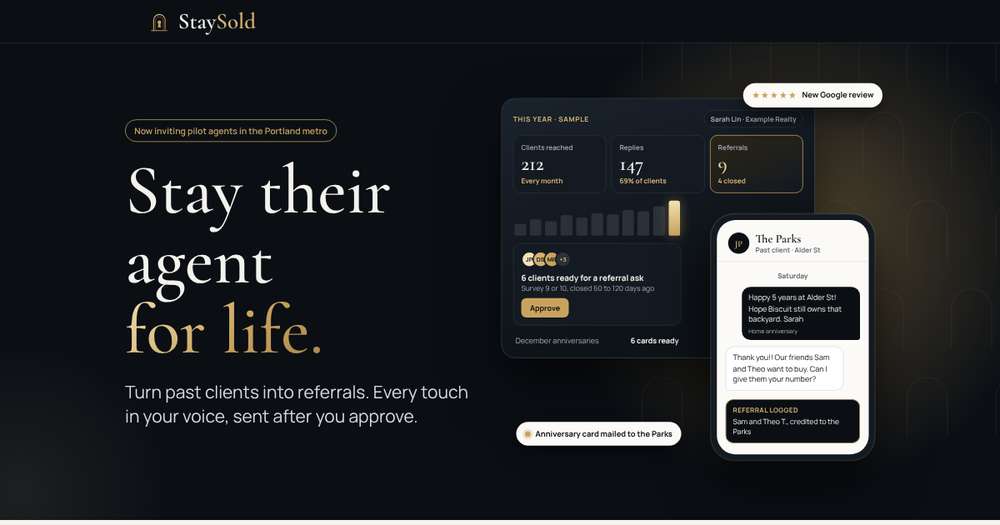 StaySold
Now inviting pilot agents in the Portland metro
Stay their
agent
for life.
Turn past clients into referrals. Every touch
in your voice, sent after you approve.
New Google review
THIS YEAR · SAMPLE
Sarah Lin · Example Realty
Clients reached
212
Every month
Replies
147
69% of clients
Referrals
9
4 closed
JP DS MR +3
6 clients ready for a referral ask
Survey 9 or 10, closed 60 to 120 days ago
Approve
December anniversaries
6 cards ready
Anniversary card mailed to the Parks
JP
The Parks
Past client · Alder St
Saturday
Happy 5 years at Alder St!
Hope Biscuit still owns that
backyard. Sarah
Home anniversary
Thank you!! Our friends Sam
and Theo want to buy. Can I
give them your number?
REFERRAL LOGGED
Sam and Theo T., credited to the
Parks